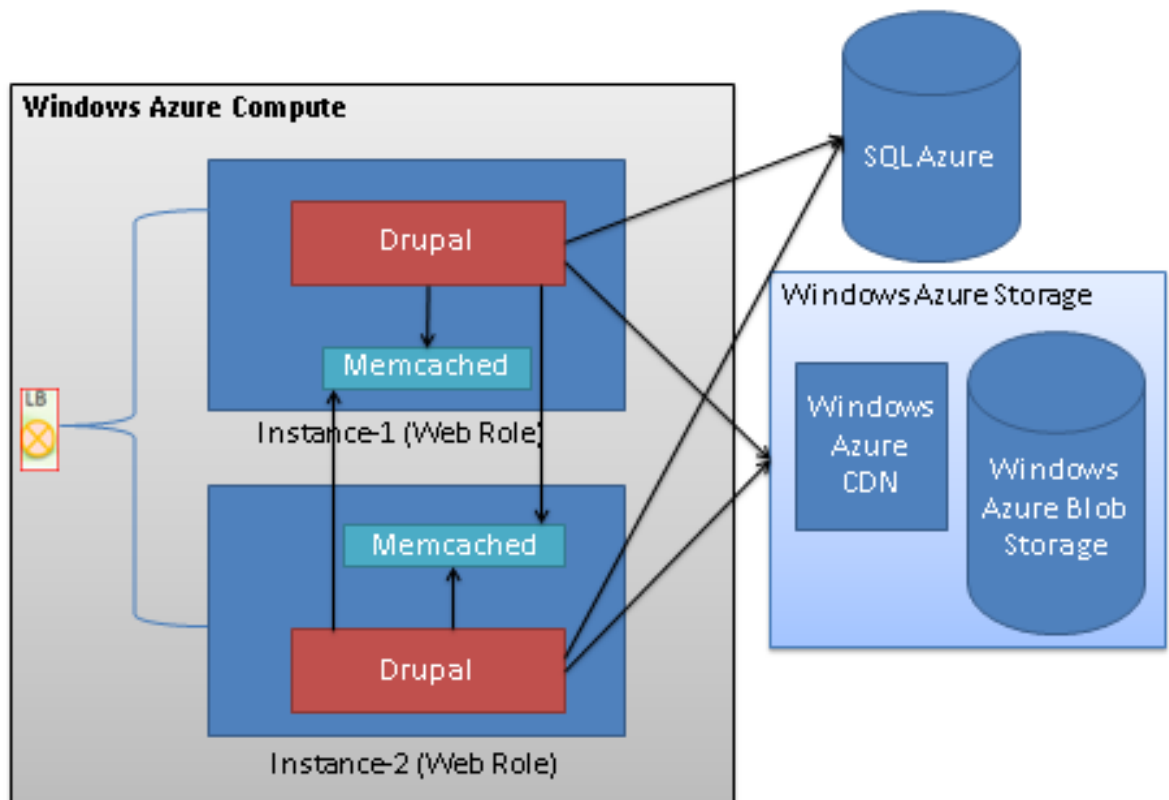 Windows Azure Compute
Drupal
Memcached
Instance-1 (Web Role)
LB
Memcached
Drupal
Instance-2 (Web Role)
SQL Azure
Windows Azure Storage
Windows
Azure
CDN
Windows
Azure Blob
Storage